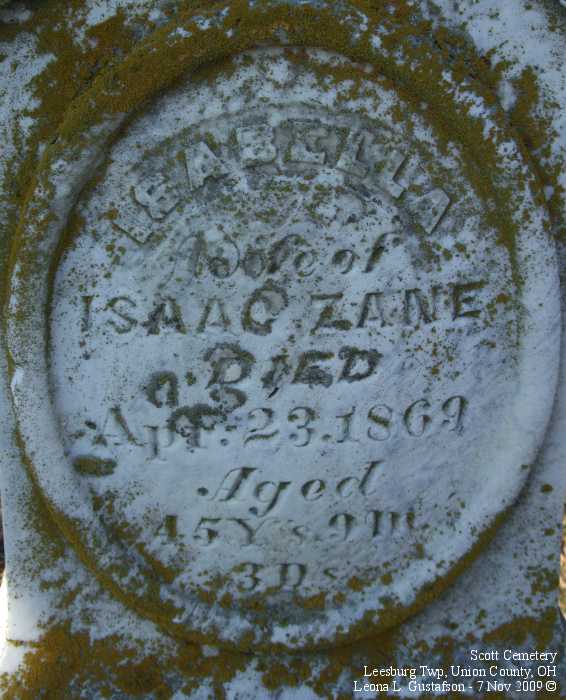 ISABELLA
Wife of
ISAAC ZANE
DIED
Apr. 23. 1869
Aged
45 Y's. 9 m.
3 Ds.
Scott Cemetery
Leesburg Twp, Union County, OH
Leona L. Gustafson - 7 Nov 2009 ©